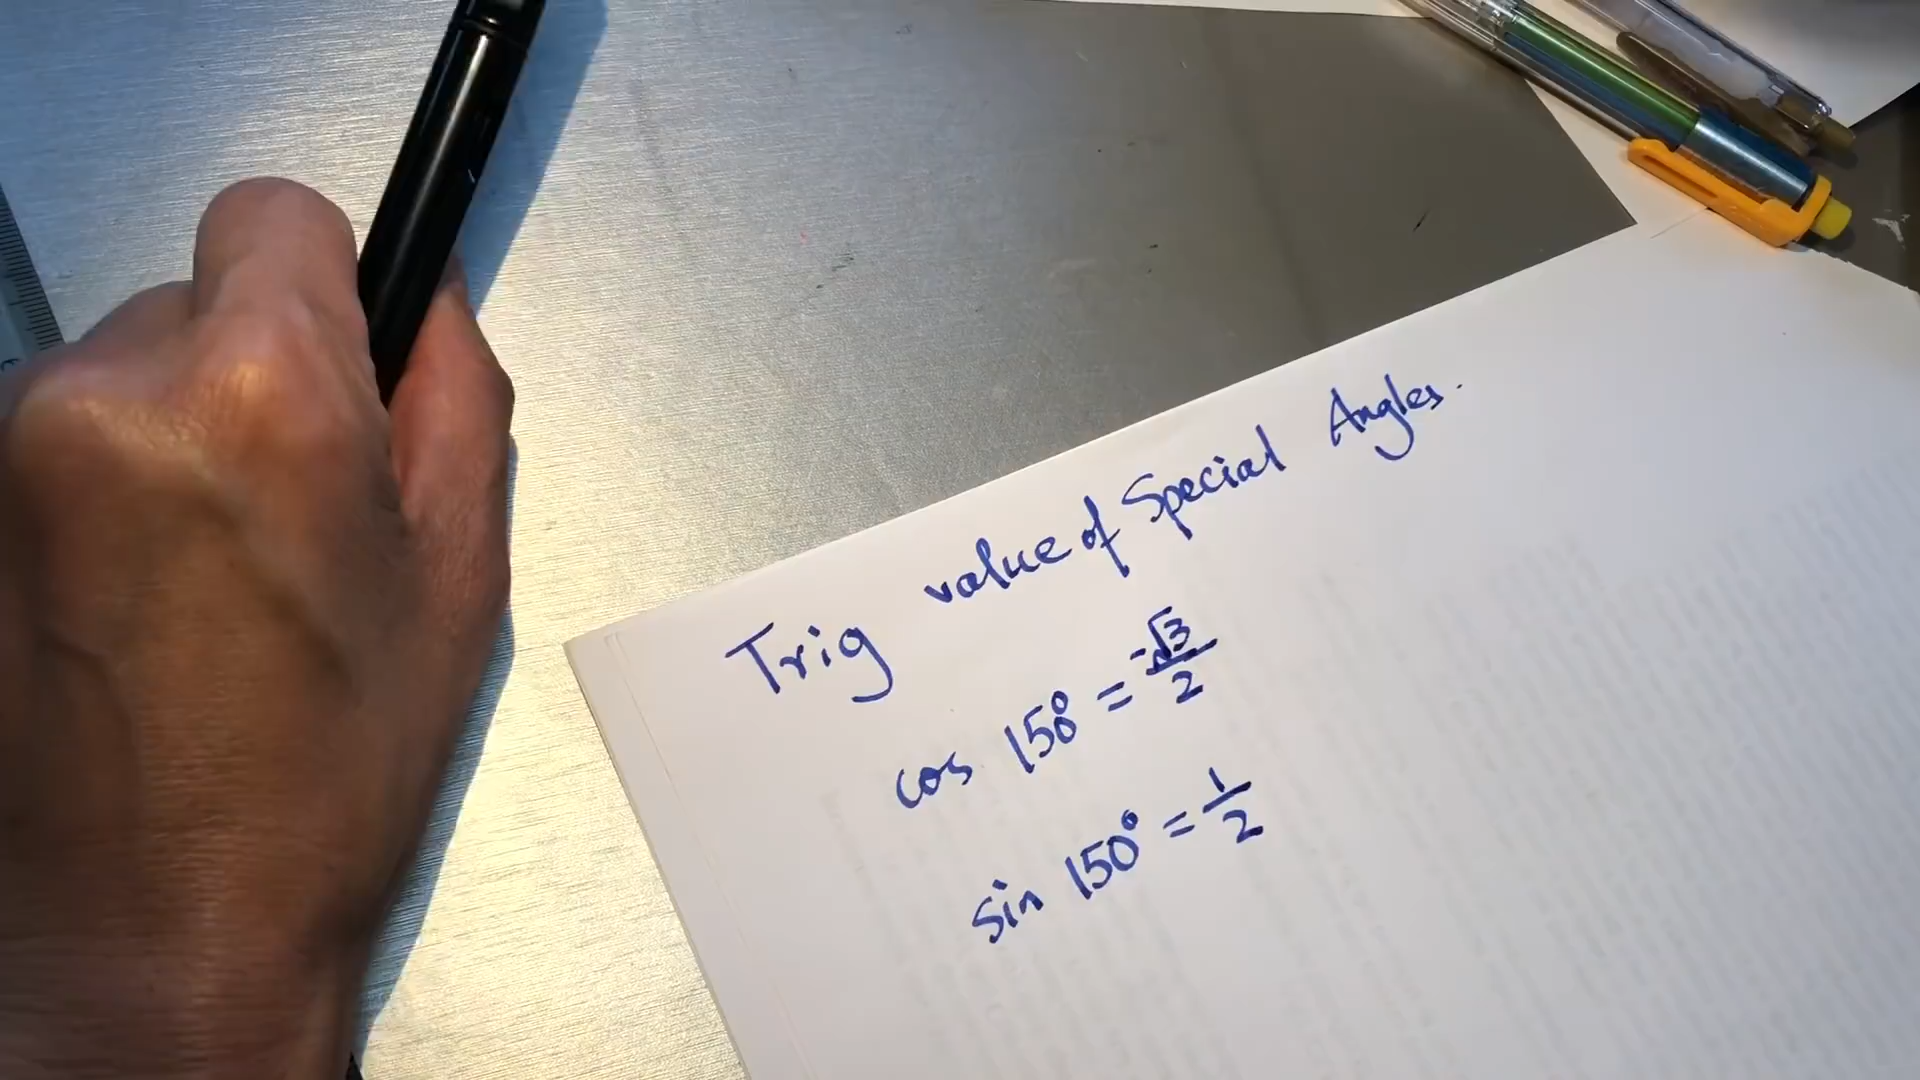 Trig value of Special Angles.
cos 150° = -√3/2
sin 150° = 1/2